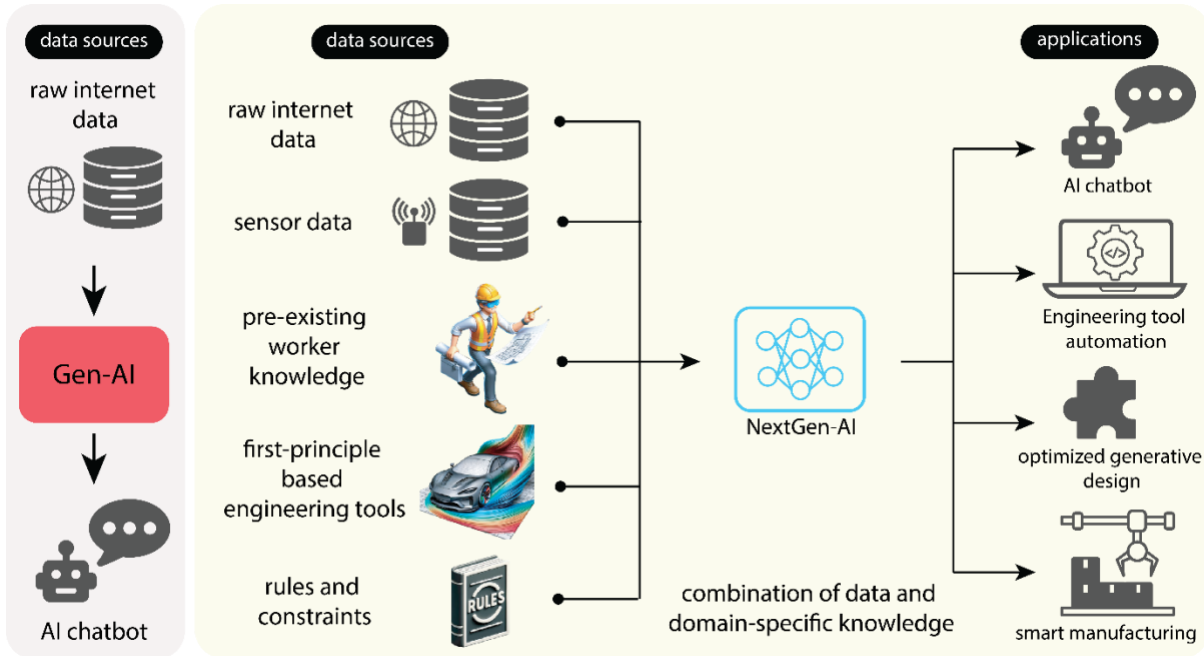 data sources
raw internet
data
Gen-AI
AI chatbot
data sources
raw internet
data
sensor data
pre-existing
worker
knowledge
first-principle
based
engineering tools
rules and
constraints
RULES
NextGen-AI
combination of data and
domain-specific knowledge
applications
AI chatbot
</>
Engineering tool
automation
optimized generative
design
smart manufacturing